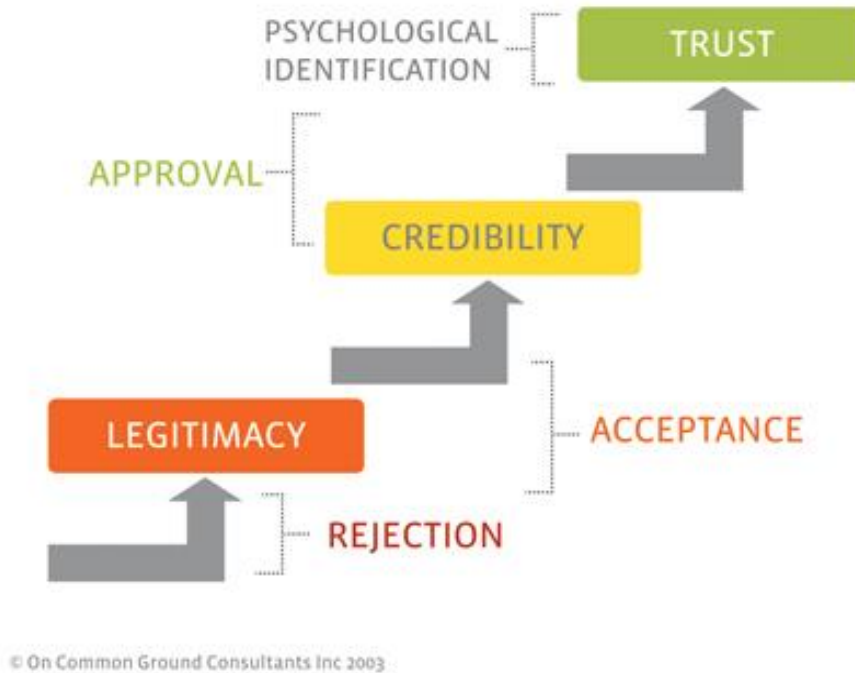 PSYCHOLOGICAL
IDENTIFICATION
TRUST
APPROVAL
CREDIBILITY
LEGITIMACY
ACCEPTANCE
REJECTION
© On Common Ground Consultants Inc 2003